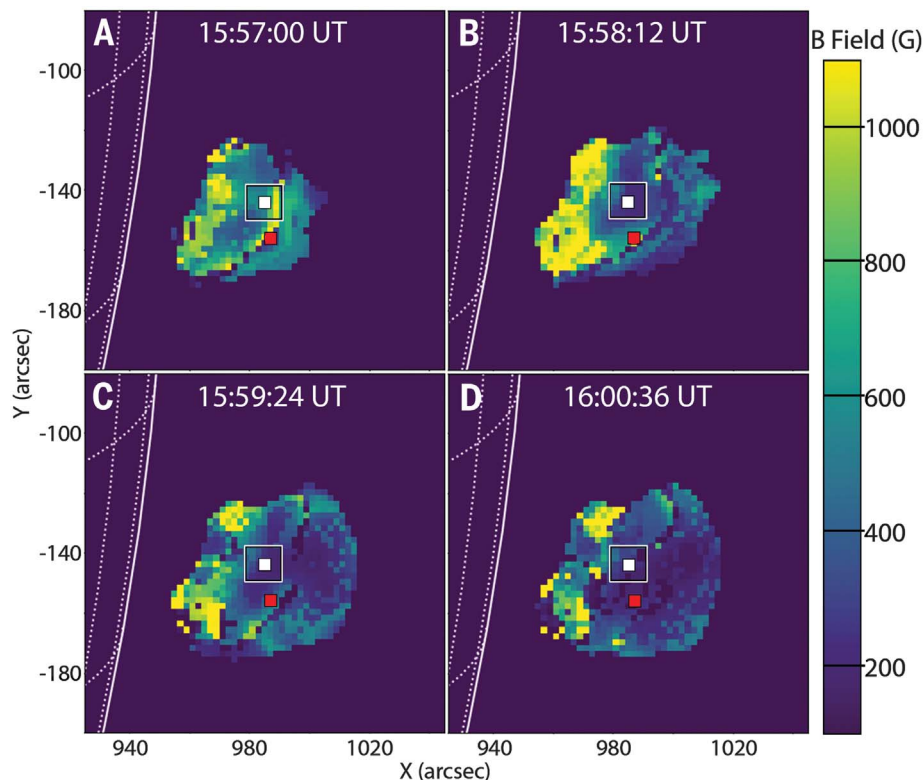 A
15:57:00 UT
B
15:58:12 UT
B Field (G)
-100
-140
-180
1000
800
Y (arcsec)
C
15:59:24 UT
D
16:00:36 UT
600
-100
400
-140
-180
200
940
980
1020
940
980
1020
X (arcsec)